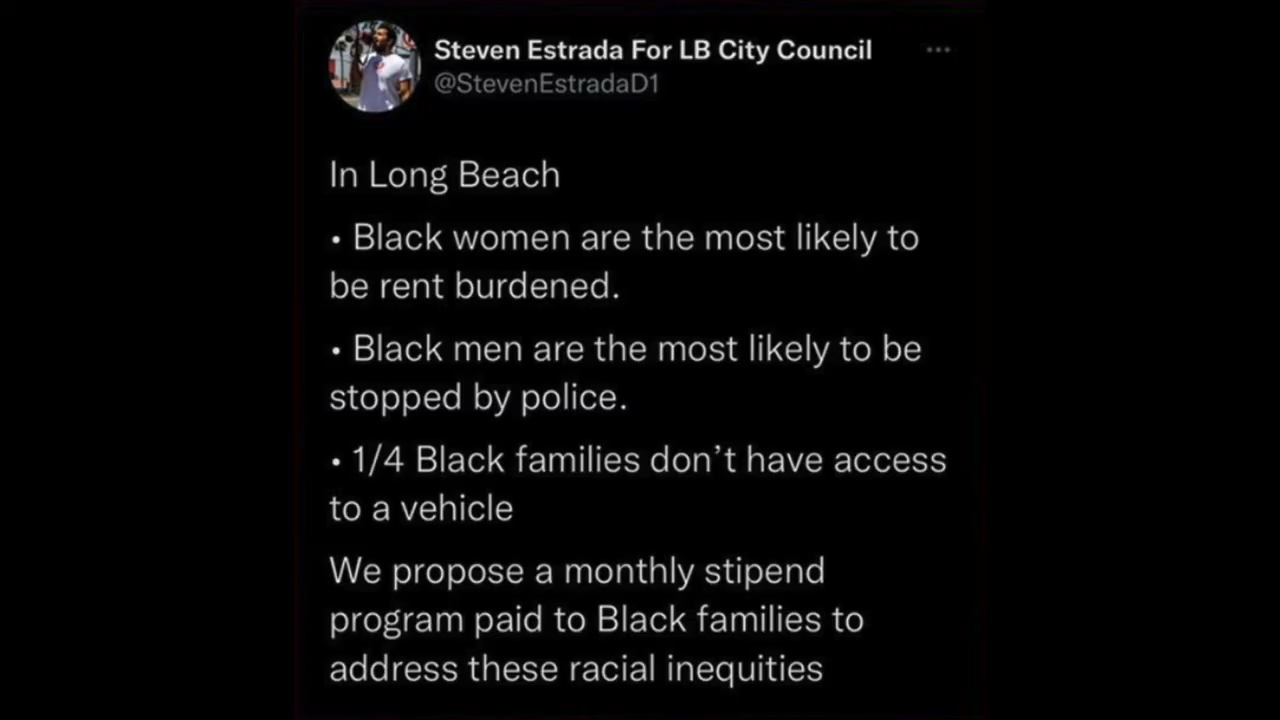 Steven Estrada For LB City Council
@StevenEstradaD1
In Long Beach
• Black women are the most likely to
be rent burdened.
• Black men are the most likely to be
stopped by police.
• 1/4 Black families don’t have access
to a vehicle
We propose a monthly stipend
program paid to Black families to
address these racial inequities